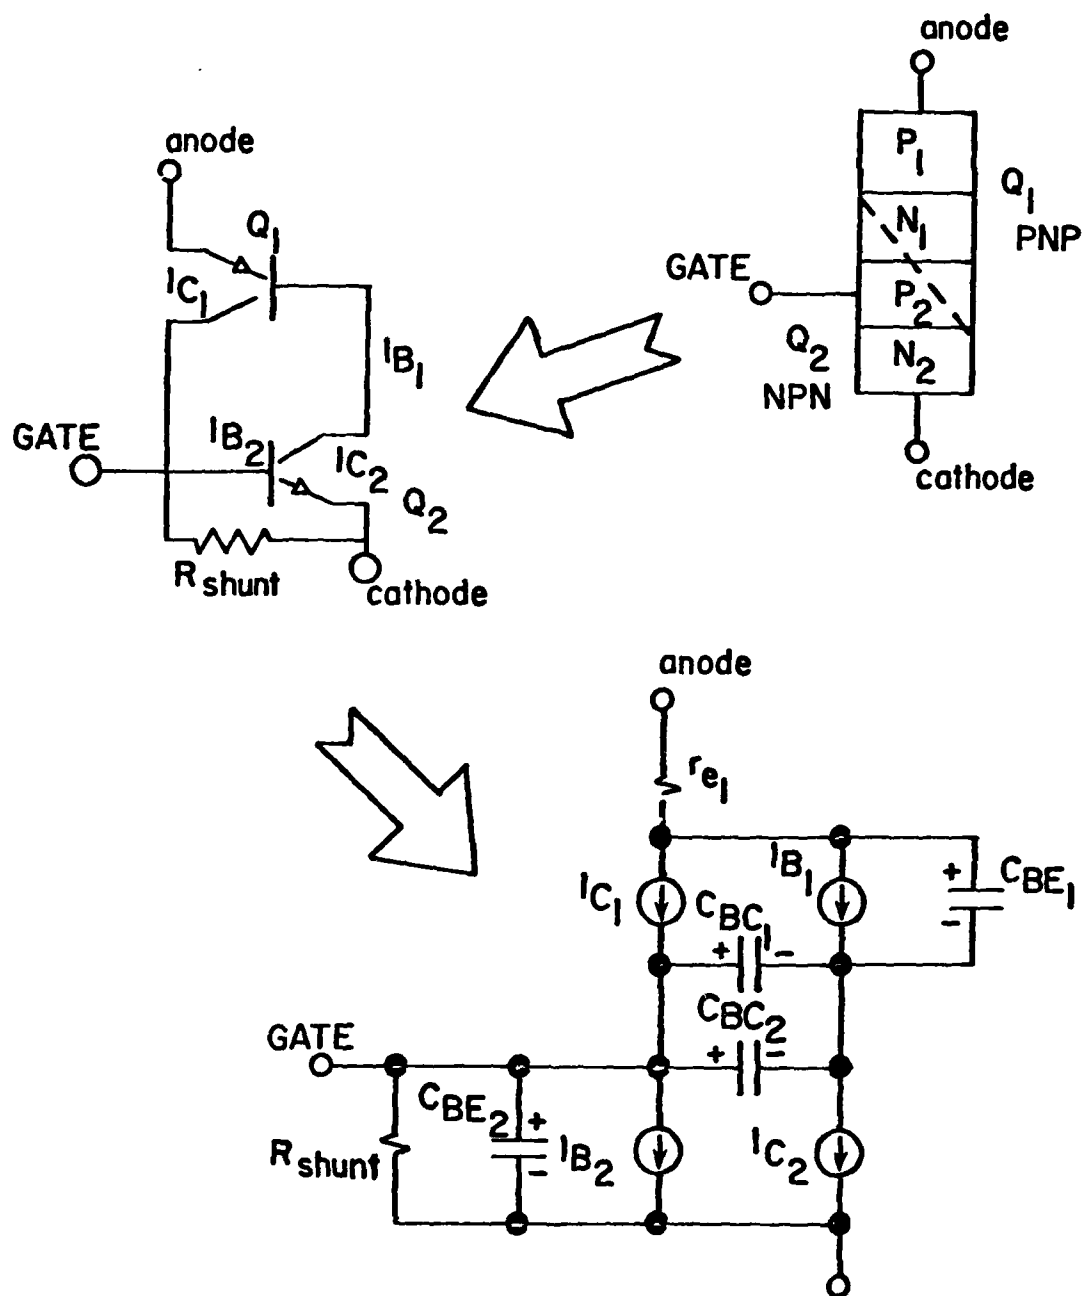 anode
P1
Q1
N1
PNP
GATE
P2
Q2
N2
NPN
cathode
anode
Q1
IC1
IB1
GATE
IB2
IC2
Q2
Rshunt
cathode
anode
re1
IB1
CBE1
+
-
IC1
CBC1
+
-
CBC2
+
-
GATE
CBE2
+
-
Rshunt
IB2
IC2